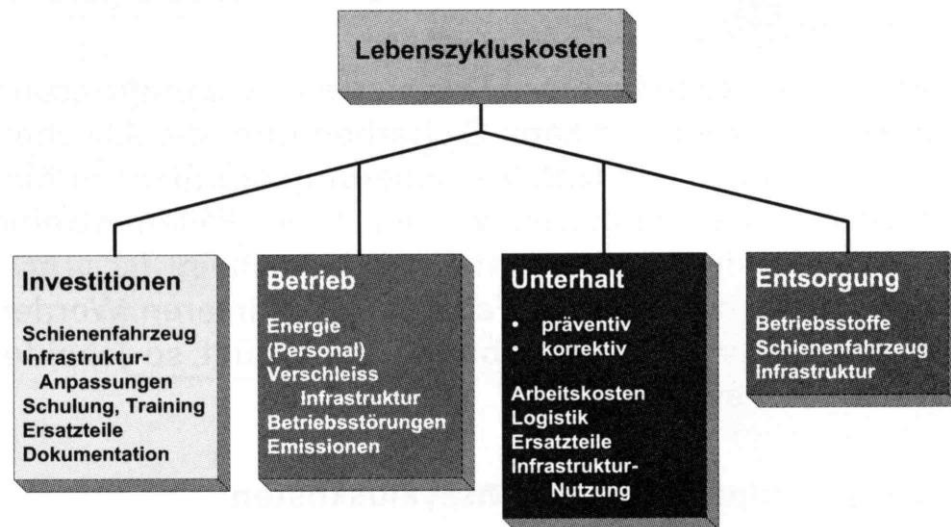 Lebenszykluskosten
Investitionen
Schienenfahrzeug
Infrastruktur-
Anpassungen
Schulung, Training
Ersatzteile
Dokumentation
Betrieb
Energie
(Personal)
Verschleiss
Infrastruktur
Betriebsstörungen
Emissionen
Unterhalt
• präventiv
• korrektiv
Arbeitskosten
Logistik
Ersatzteile
Infrastruktur-
Nutzung
Entsorgung
Betriebsstoffe
Schienenfahrzeug
Infrastruktur